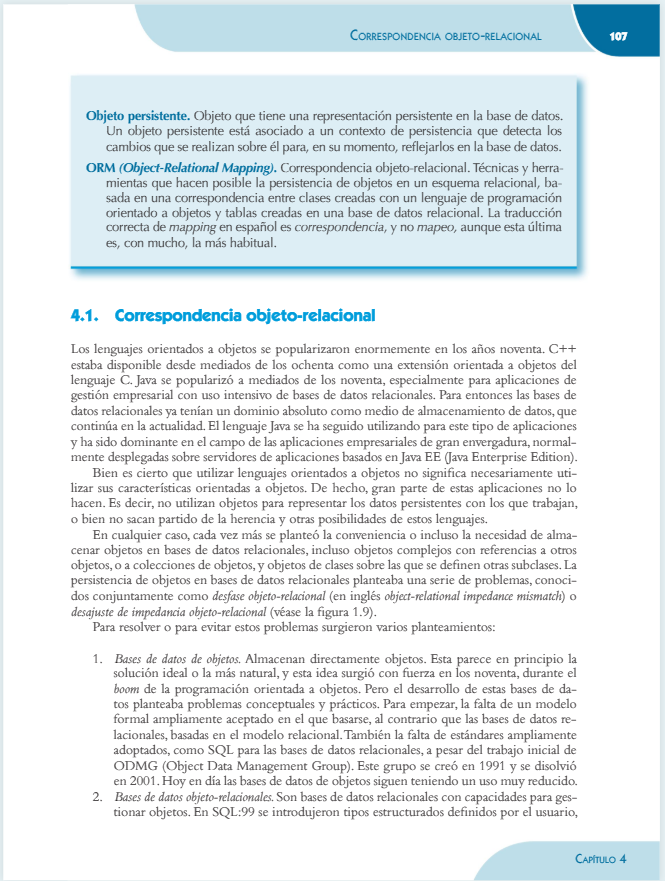 CORRESPONDENCIA OBJETO-RELACIONAL 107
Objeto persistente. Objeto que tiene una representación persistente en la base de datos.
Un objeto persistente está asociado a un contexto de persistencia que detecta los
cambios que se realizan sobre él para, en su momento, reflejarlos en la base de datos.
ORM (Object-Relational Mapping). Correspondencia objeto-relacional. Técnicas y herra-
mientas que hacen posible la persistencia de objetos en un esquema relacional, ba-
sada en una correspondencia entre clases creadas con un lenguaje de programación
orientado a objetos y tablas creadas en una base de datos relacional. La traducción
correcta de mapping en español es correspondencia, y no mapeo, aunque esta última
es, con mucho, la más habitual.
4.1. Correspondencia objeto-relacional
Los lenguajes orientados a objetos se popularizaron enormemente en los años noventa. C++
estaba disponible desde mediados de los ochenta como una extensión orientada a objetos del
lenguaje C. Java se popularizó a mediados de los noventa, especialmente para aplicaciones de
gestión empresarial con uso intensivo de bases de datos relacionales. Para entonces las bases de
datos relacionales ya tenían un dominio absoluto como medio de almacenamiento de datos, que
continúa en la actualidad. El lenguaje Java se ha seguido utilizando para este tipo de aplicaciones
y ha sido dominante en el campo de las aplicaciones empresariales de gran envergadura, normal-
mente desplegadas sobre servidores de aplicaciones basados en Java EE (Java Enterprise Edition).
Bien es cierto que utilizar lenguajes orientados a objetos no significa necesariamente uti-
lizar sus características orientadas a objetos. De hecho, gran parte de estas aplicaciones no lo
hacen. Es decir, no utilizan objetos para representar los datos persistentes con los que trabajan,
o bien no sacan partido de la herencia y otras posibilidades de estos lenguajes.
En cualquier caso, cada vez más se planteó la conveniencia o incluso la necesidad de alma-
cenar objetos en bases de datos relacionales, incluso objetos complejos con referencias a otros
objetos, o a colecciones de objetos, y objetos de clases sobre las que se definen otras subclases. La
persistencia de objetos en bases de datos relacionales planteaba una serie de problemas, conoci-
dos conjuntamente como desfase objeto-relacional (en inglés object-relational impedance mismatch) o
desajuste de impedancia objeto-relacional (véase la figura 1.9).
Para resolver o para evitar estos problemas surgieron varios planteamientos:
1. Bases de datos de objetos. Almacenan directamente objetos. Esta parece en principio la
solución ideal o la más natural, y esta idea surgió con fuerza en los noventa, durante el
boom de la programación orientada a objetos. Pero el desarrollo de estas bases de da-
tos planteaba problemas conceptuales y prácticos. Para empezar, la falta de un modelo
formal ampliamente aceptado en el que basarse, al contrario que las bases de datos re-
lacionales, basadas en el modelo relacional. También la falta de estándares ampliamente
adoptados, como SQL para las bases de datos relacionales, a pesar del trabajo inicial de
ODMG (Object Data Management Group). Este grupo se creó en 1991 y se disolvió
en 2001. Hoy en día las bases de datos de objetos siguen teniendo un uso muy reducido.
2. Bases de datos objeto-relacionales. Son bases de datos relacionales con capacidades para ges-
tionar objetos. En SQL:99 se introdujeron tipos estructurados definidos por el usuario,
CAPÍTULO 4